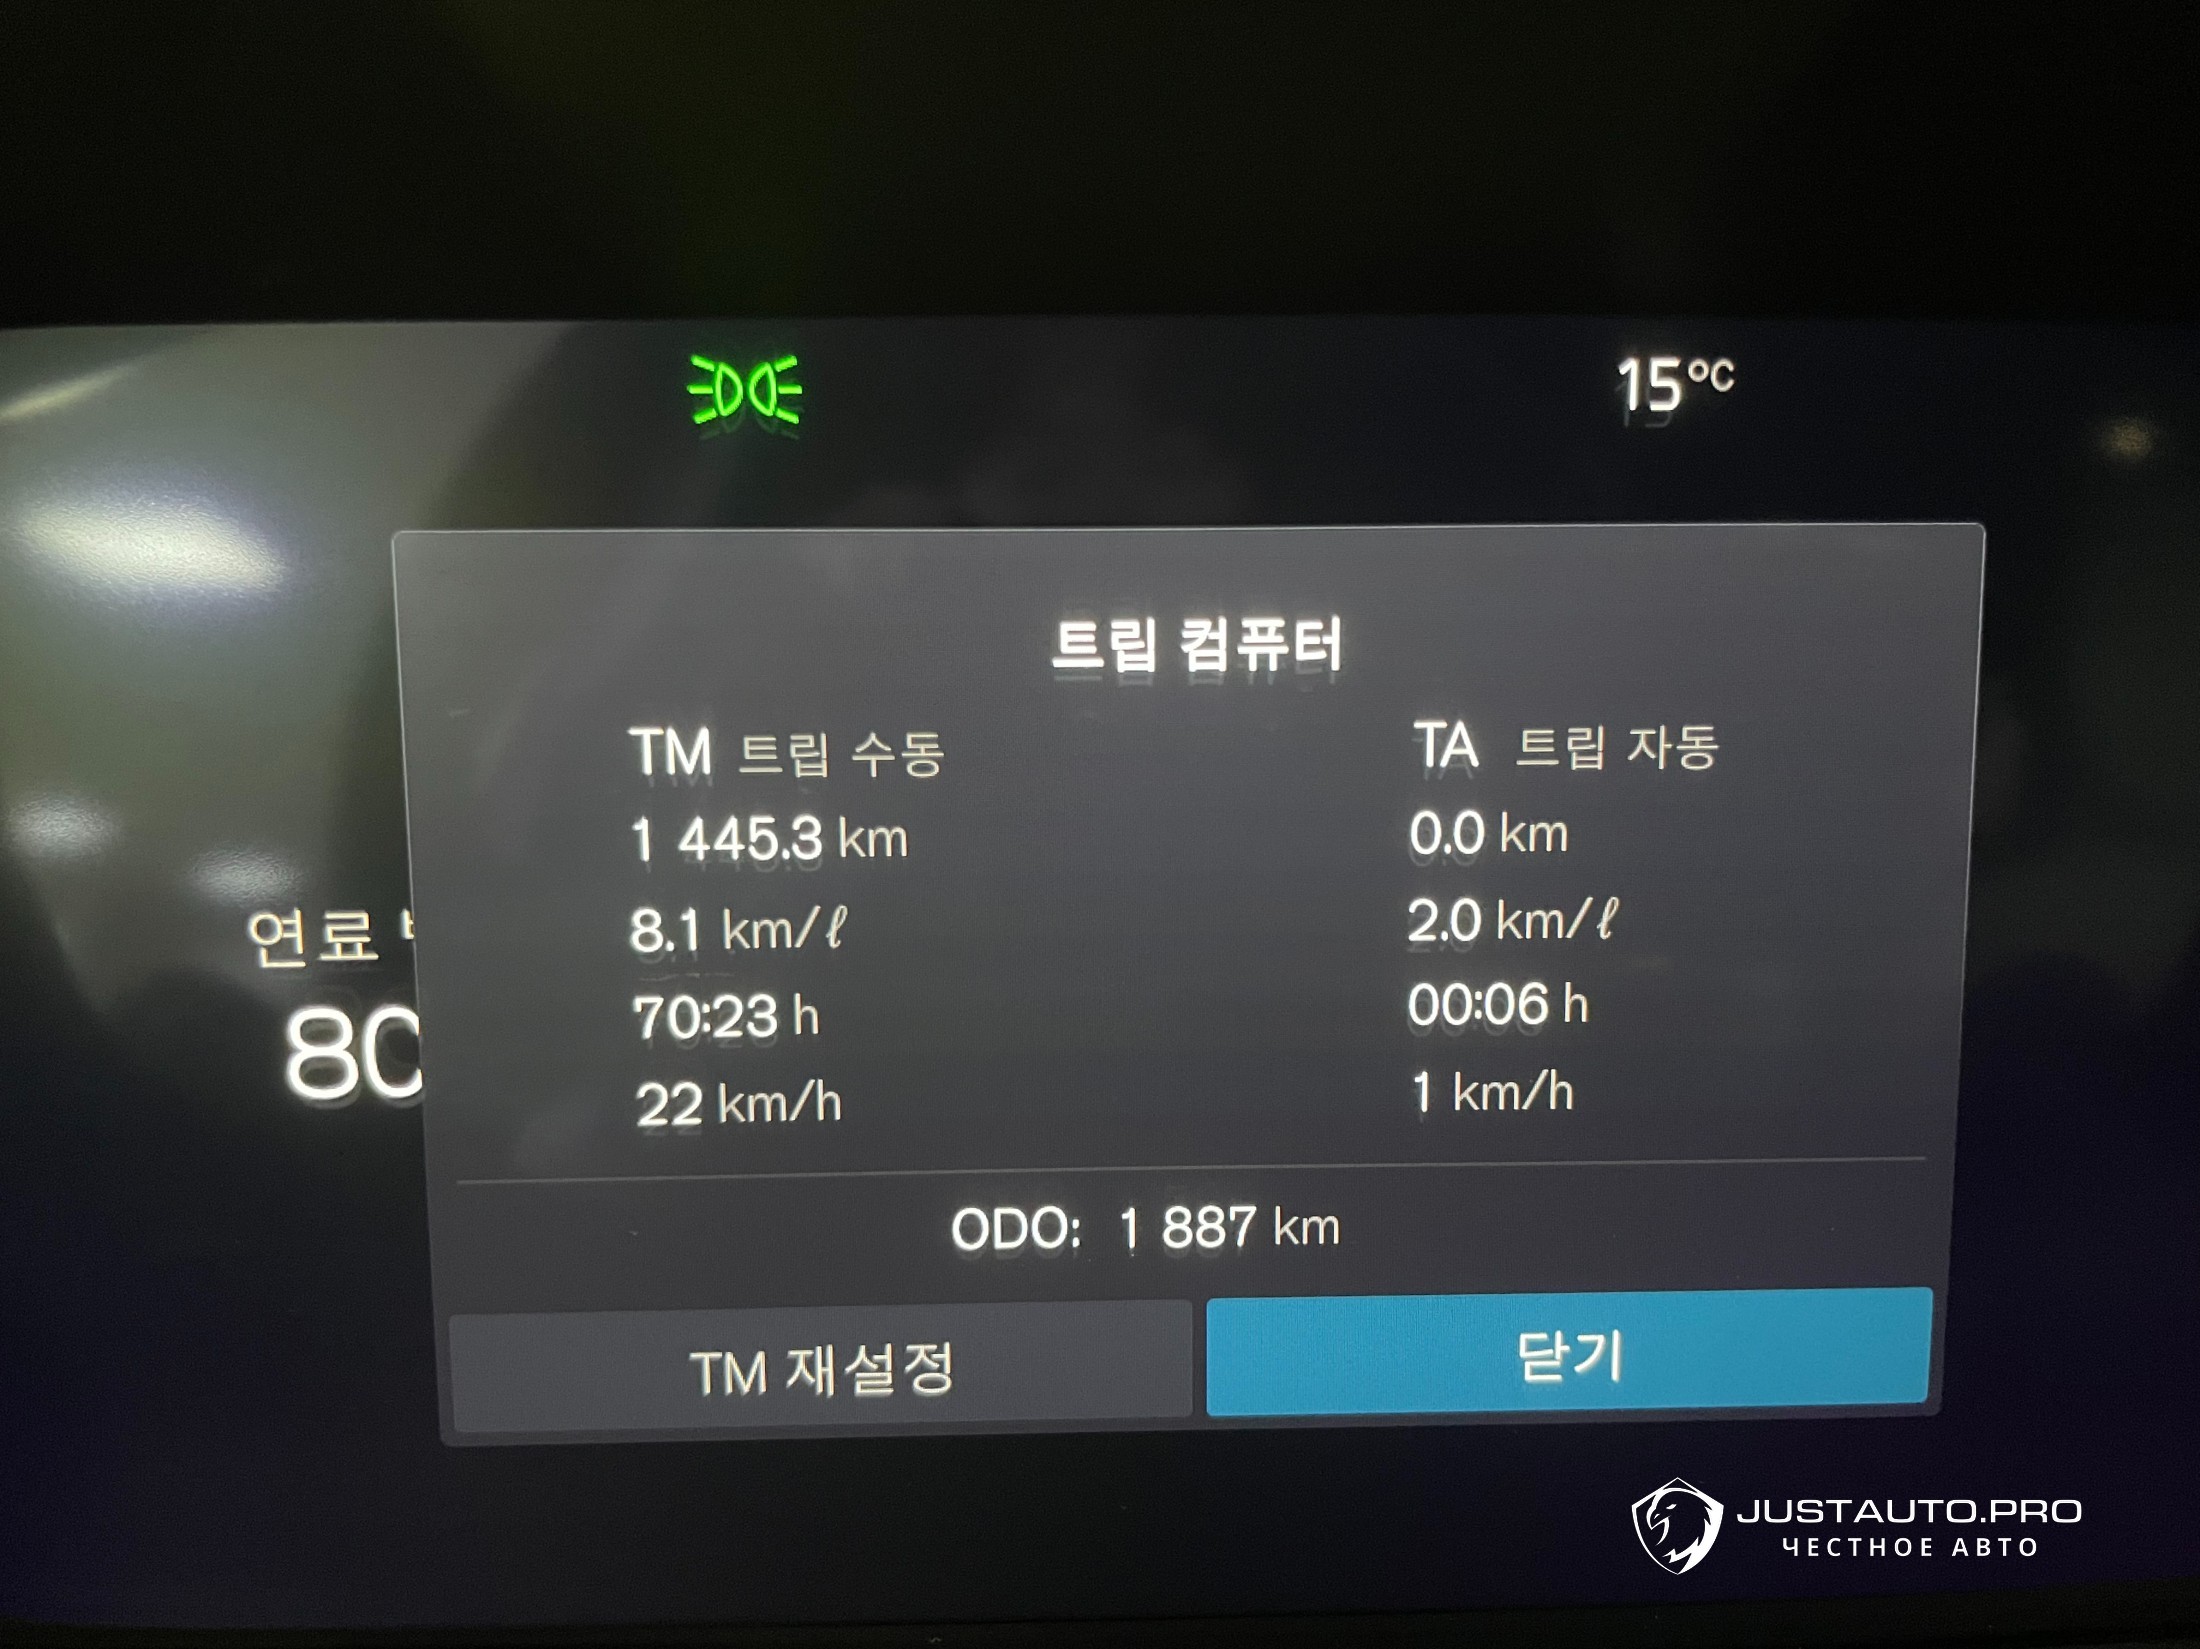 15°C
트립 컴퓨터
TM 트립 수동
1 445.3 km
8.1 km/ℓ
70:23 h
22 km/h
TA 트립 자동
0.0 km
2.0 km/ℓ
00:06 h
1 km/h
연료
80
ODO: 1 887 km
TM 재설정
닫기
JUSTAUTO.PRO
ЧЕСТНОЕ АВТО